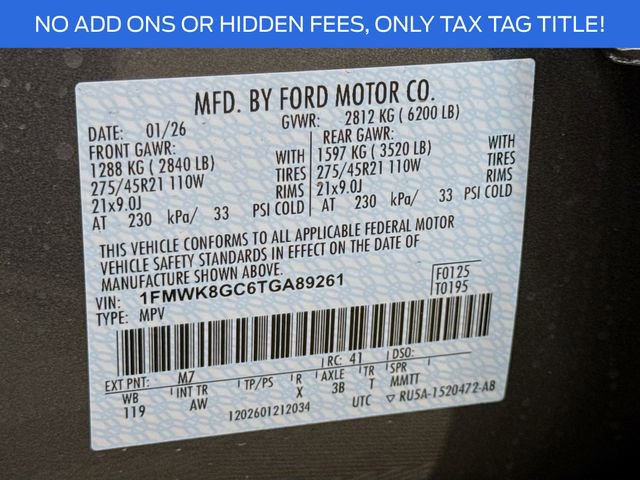 NO ADD ONS OR HIDDEN FEES, ONLY TAX TAG TITLE!
MFD. BY FORD MOTOR CO.
DATE: 01/26 GVWR: 2812 KG ( 6200 LB)
FRONT GAWR: REAR GAWR:
1288 KG ( 2840 LB) WITH 1597 KG ( 3520 LB) WITH
275/45R21 110W TIRES 275/45R21 110W TIRES
21x9.0J RIMS 21x9.0J RIMS
AT 230 kPa/ 33 PSI COLD AT 230 kPa/ 33 PSI COLD
THIS VEHICLE CONFORMS TO ALL APPLICABLE FEDERAL MOTOR
VEHICLE SAFETY STANDARDS IN EFFECT ON THE DATE OF
MANUFACTURE SHOWN ABOVE.
VIN: 1FMWK8GC6TGA89261 F0125
TYPE: MPV T0195
EXT PNT: M7 RC: 41 DSO:
WB INT TR TP/PS R AXLE TR SPR
119 AW X 3B T MMTT
1202601212034 UTC ▽ RU5A-1520472-AB